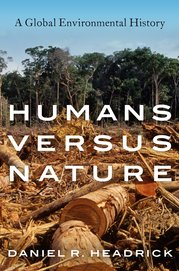 A Global Environmental History
HUMANS
VERSUS
NATURE
DANIEL R. HEADRICK